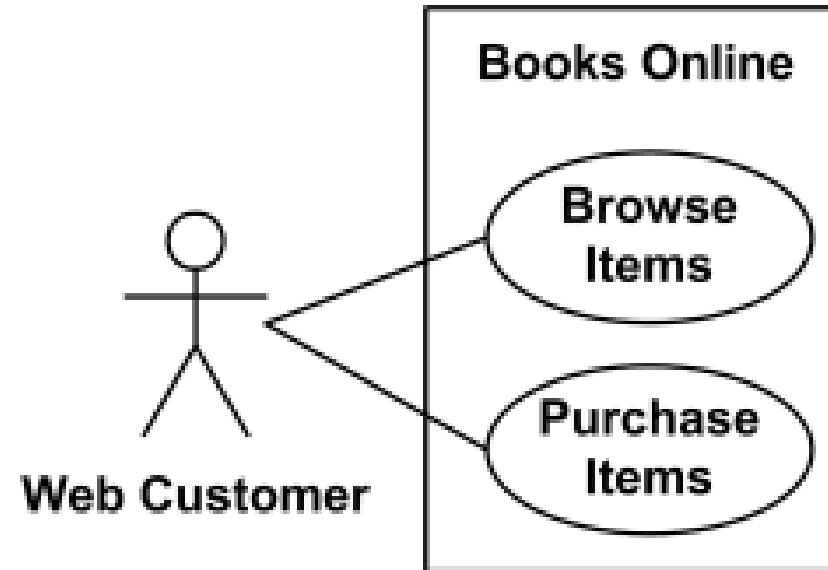 Books Online
Browse
Items
Purchase
Items
Web Customer